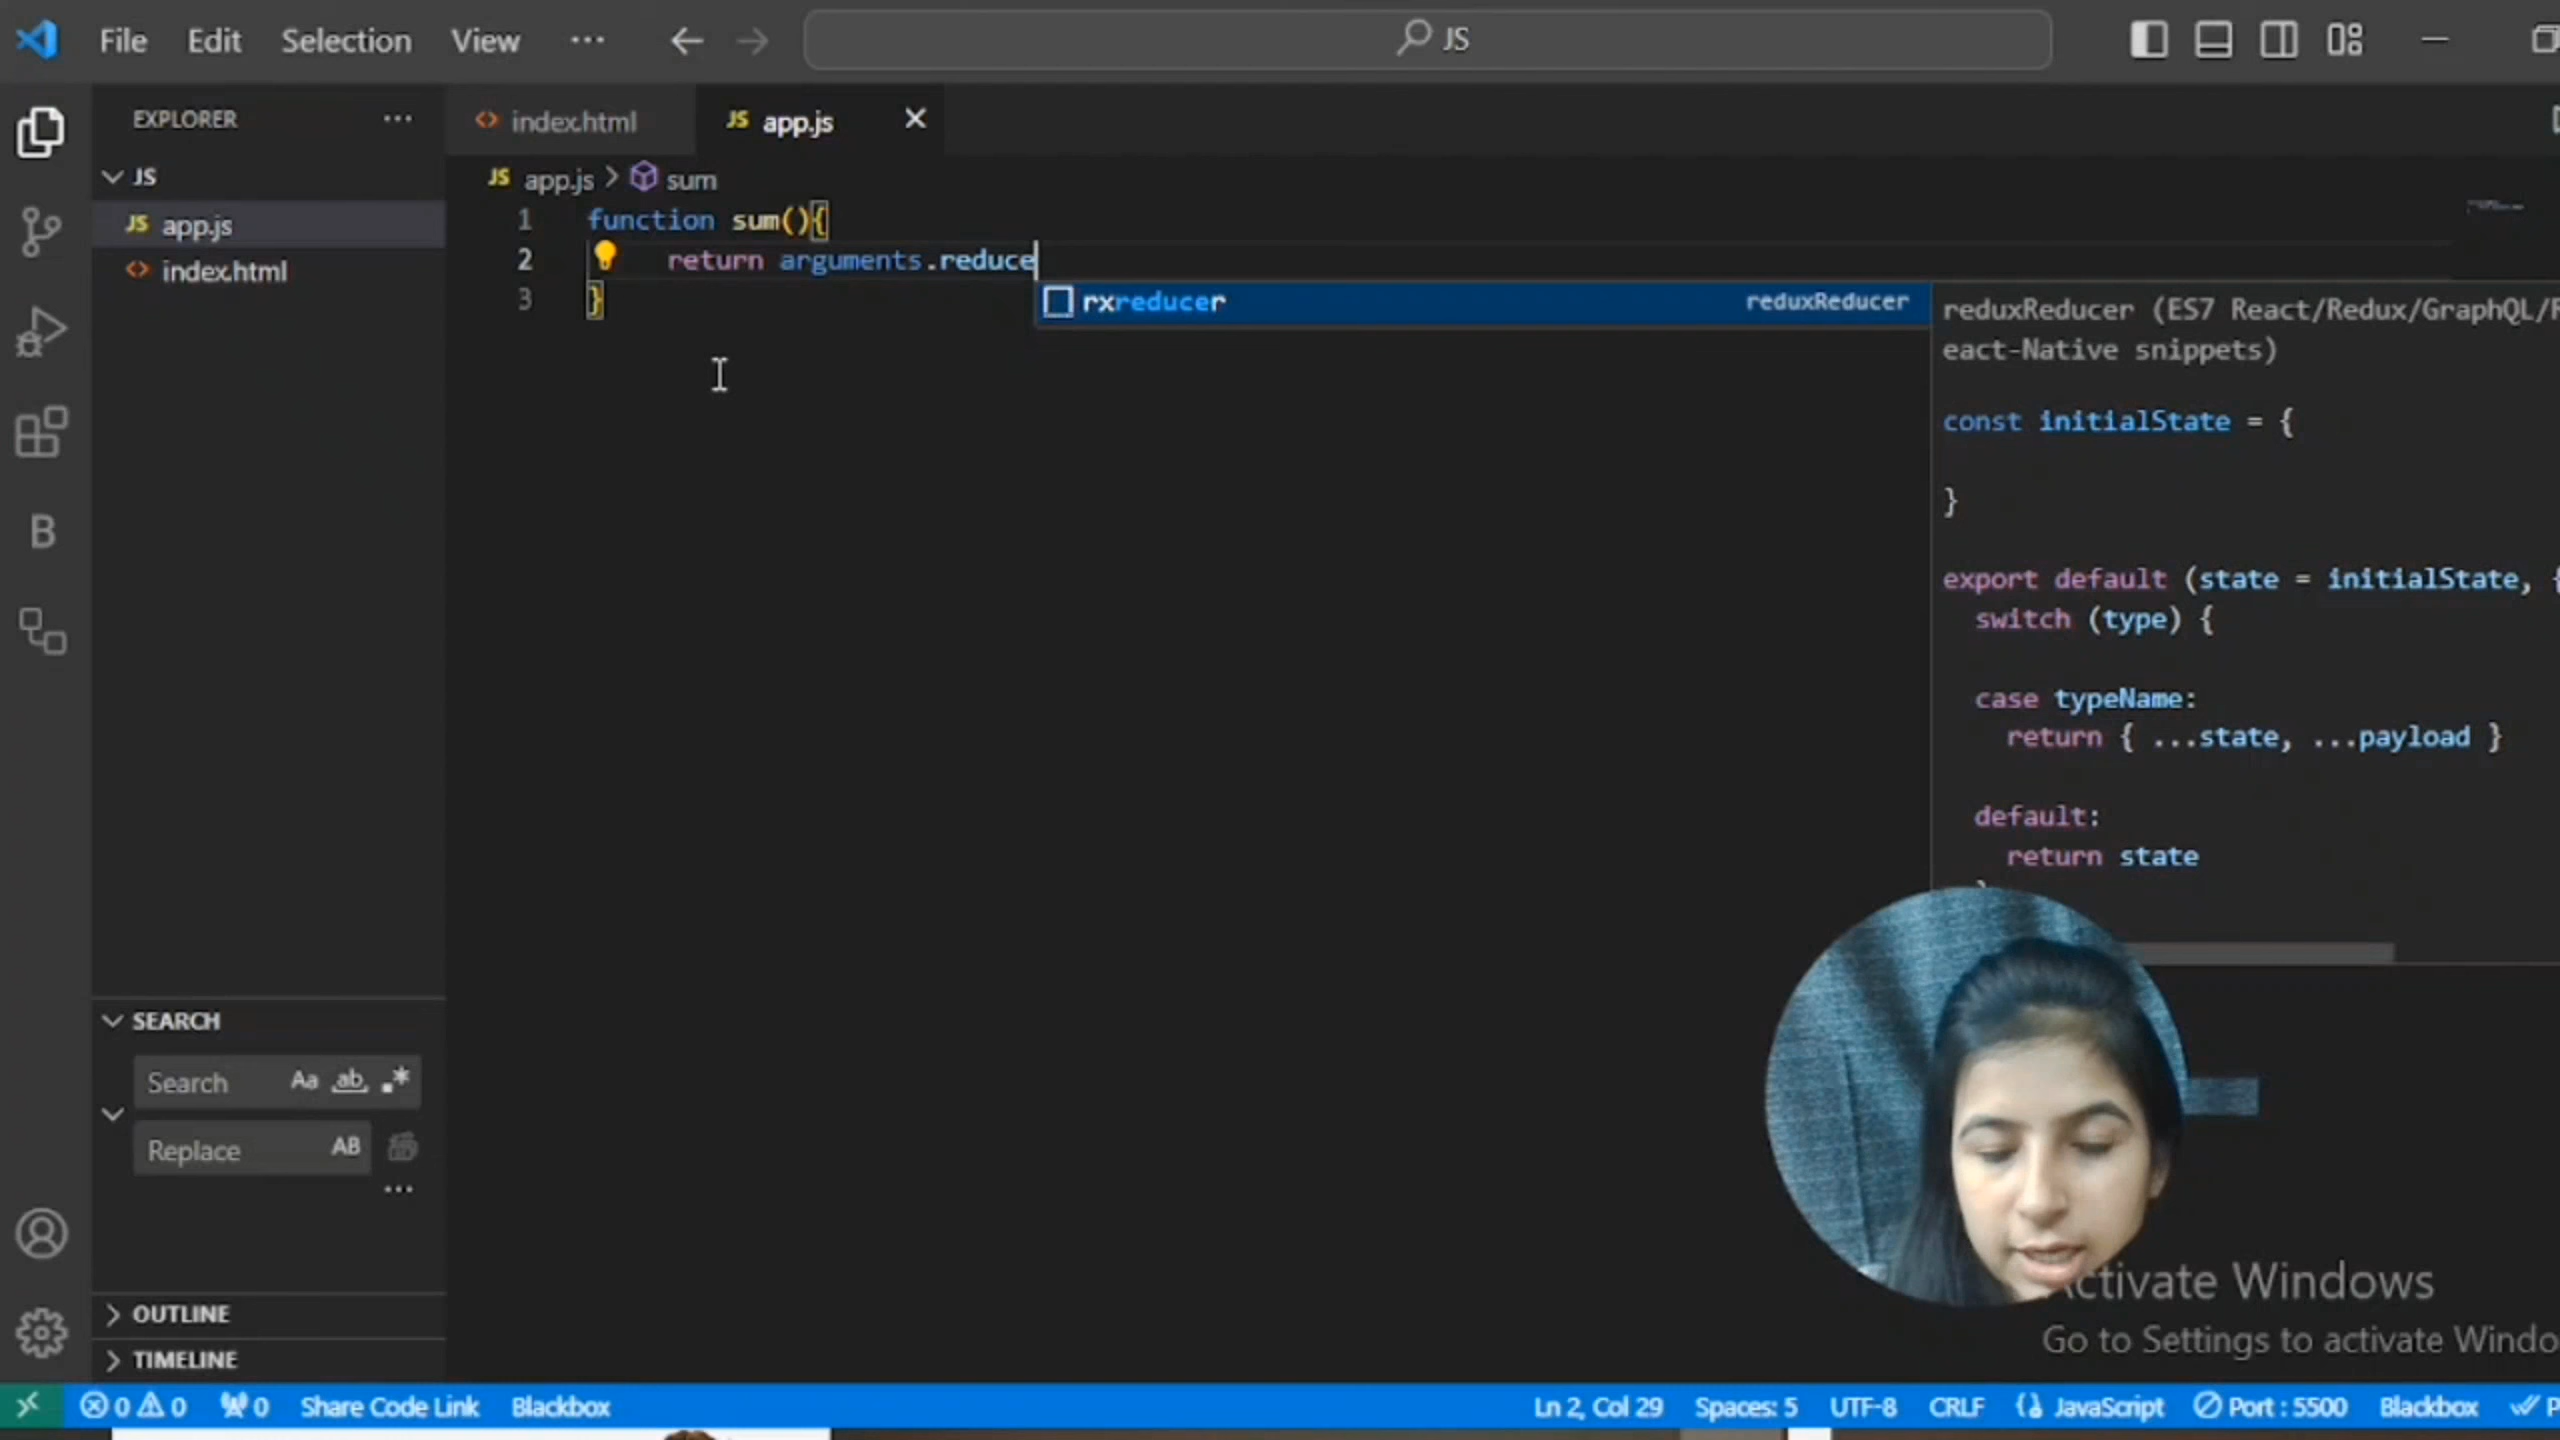 File Edit Selection View ... JS
EXPLORER ...
JS
JS app.js
index.html
index.html JS app.js
JS app.js > sum
1 function sum(){
2 return arguments.reduce
3 }
rxreducer reduxReducer
reduxReducer (ES7 React/Redux/GraphQL/
eact-Native snippets)
const initialState = {
}
export default (state = initialState, {
switch (type) {
case typeName:
return { ...state, ...payload }
default:
return state
B
SEARCH
Search Aa ab .*
Replace AB
...
OUTLINE
TIMELINE
ctivate Windows
Go to Settings to activate Windo
0 0 0 Share Code Link Blackbox Ln 2, Col 29 Spaces: 5 UTF-8 CRLF JavaScript Port : 5500 Blackbox P